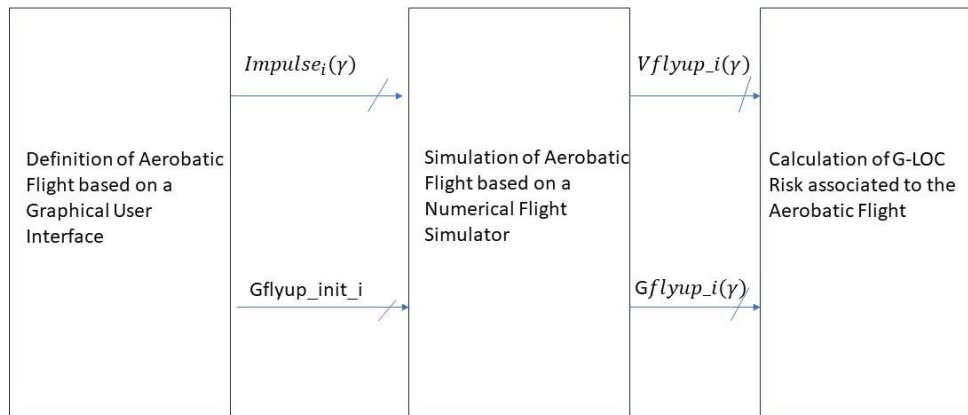 Impulseᵢ(γ)
Vflyup_i(γ)
Definition of Aerobatic
Flight based on a
Graphical User
Interface
Simulation of Aerobatic
Flight based on a
Numerical Flight
Simulator
Calculation of G-LOC
Risk associated to the
Aerobatic Flight
Gflyup_init_i
Gflyup_i(γ)